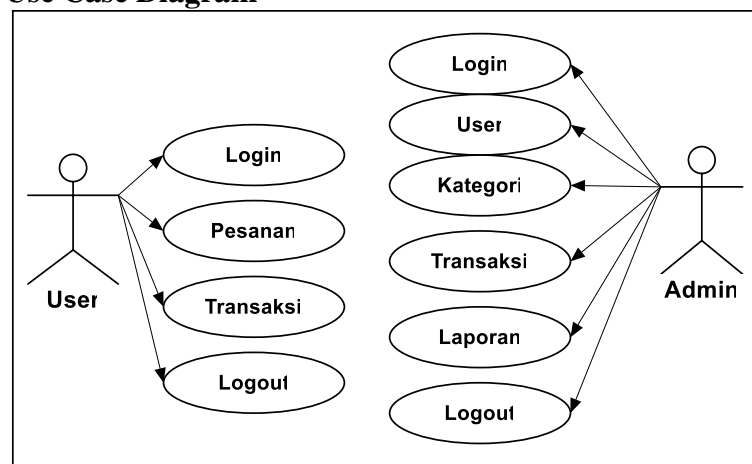 Use Case Diagram
Login
Pesanan
Transaksi
Logout
User
Login
User
Kategori
Transaksi
Laporan
Logout
Admin